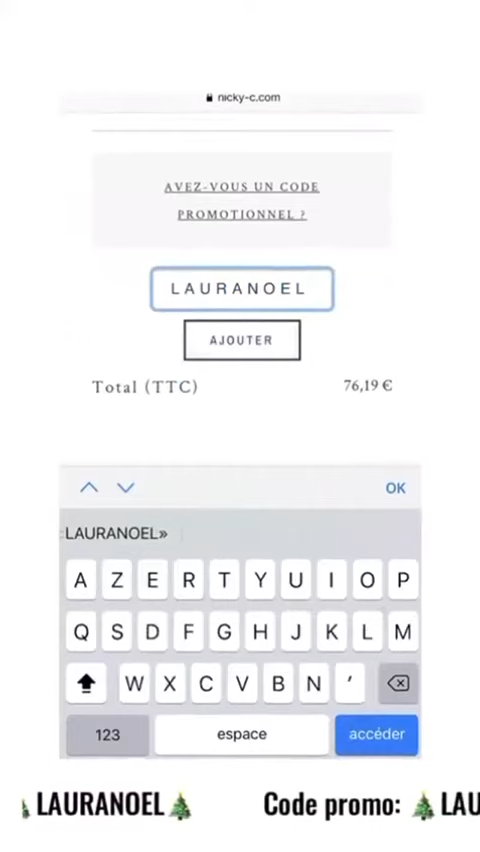 nicky-c.com
AVEZ-VOUS UN CODE
PROMOTIONNEL ?
LAURANOEL
AJOUTER
Total (TTC) 76,19 €
OK
LAURANOEL»
A Z E R T Y U I O P
Q S D F G H J K L M
W X C V B N ’
123 espace accéder
LAURANOEL🎄 Code promo: 🎄LAU